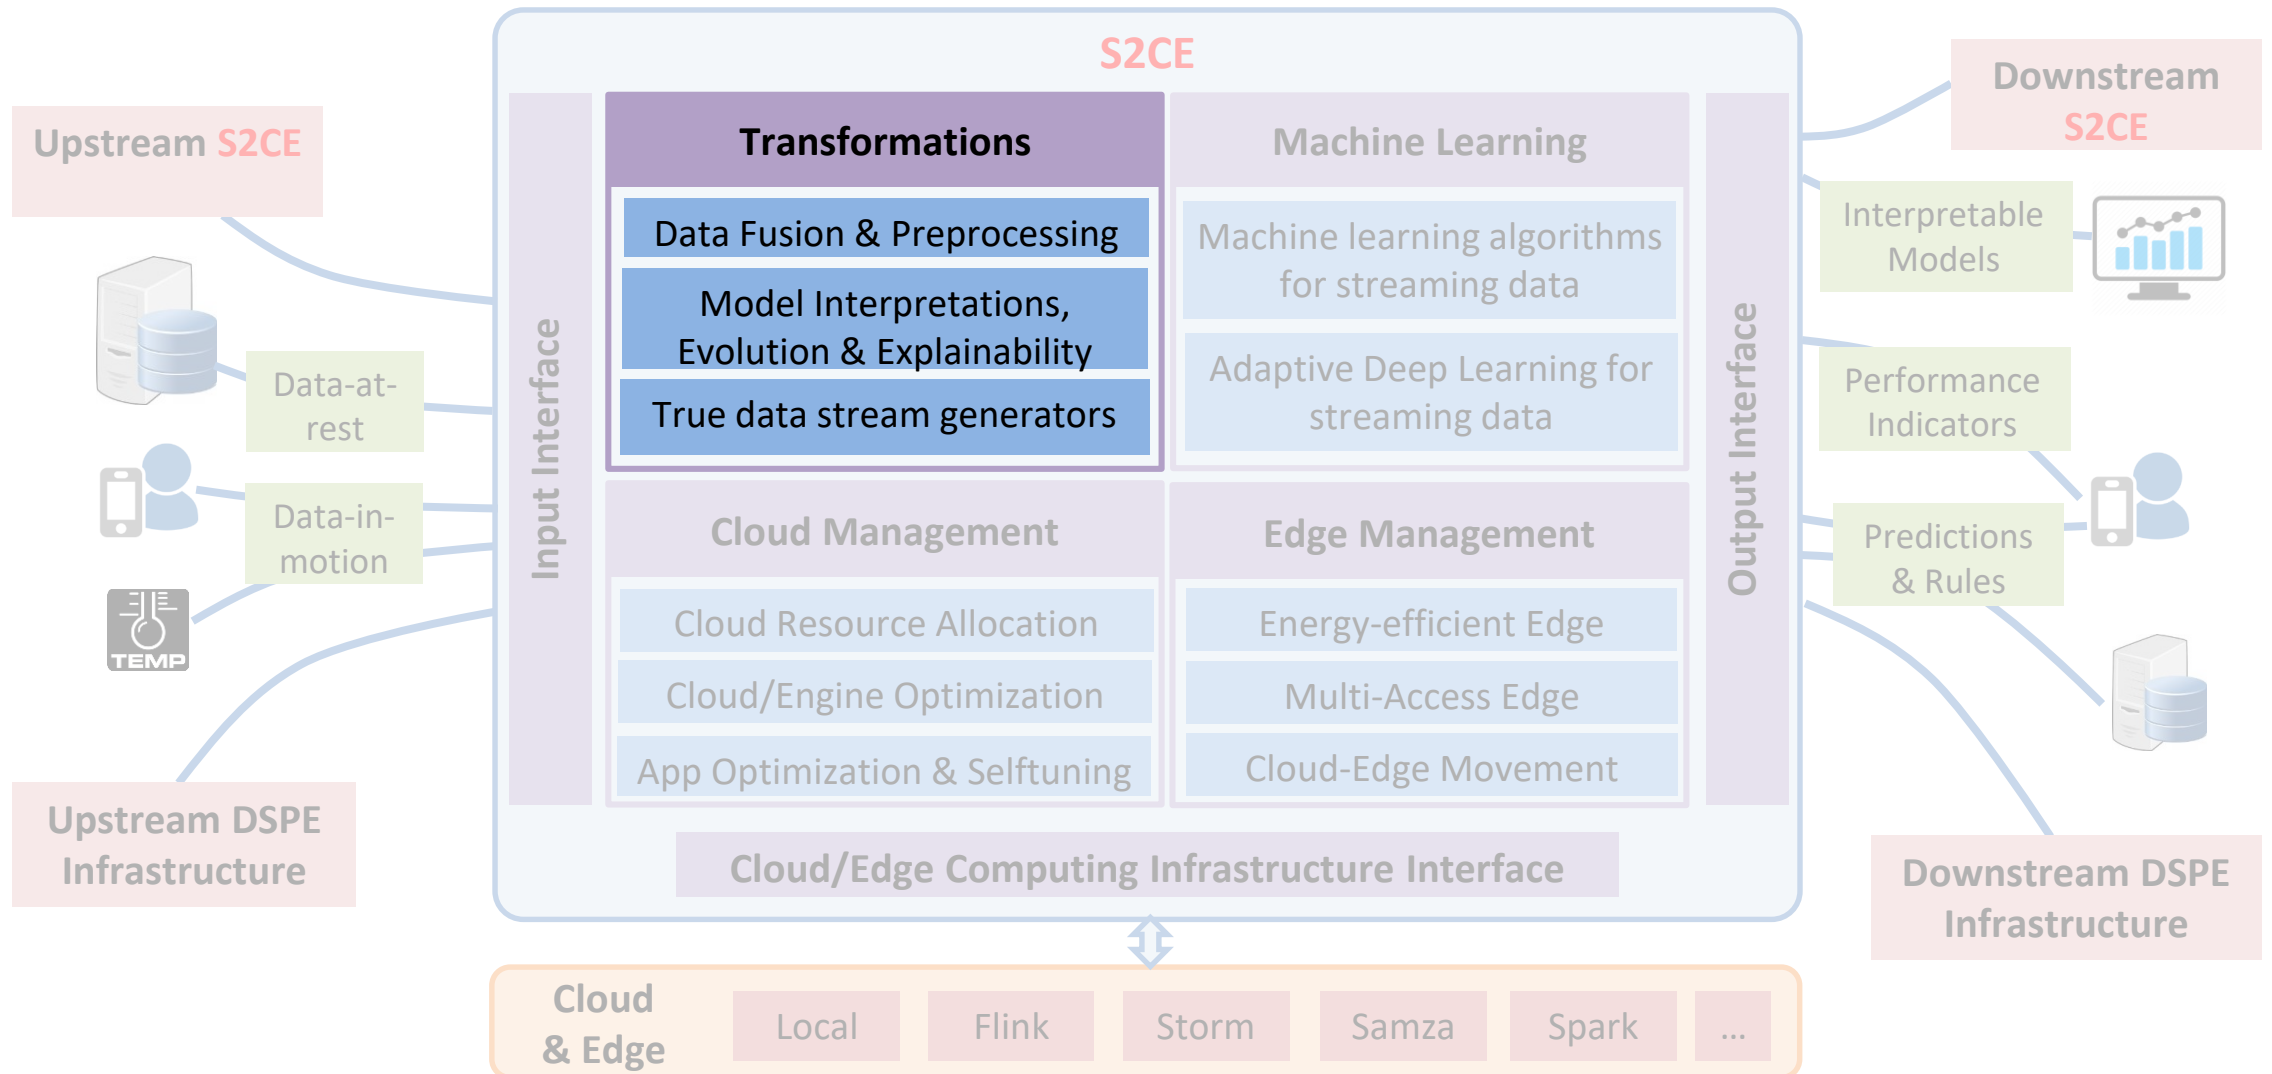 S2CE
Upstream S2CE
Data-at-
rest
Data-in-
motion
TEMP
Upstream DSPE
Infrastructure
Input Interface
Transformations
Data Fusion & Preprocessing
Model Interpretations,
Evolution & Explainability
True data stream generators
Machine Learning
Machine learning algorithms
for streaming data
Adaptive Deep Learning for
streaming data
Cloud Management
Cloud Resource Allocation
Cloud/Engine Optimization
App Optimization & Selftuning
Edge Management
Energy-efficient Edge
Multi-Access Edge
Cloud-Edge Movement
Output Interface
Cloud/Edge Computing Infrastructure Interface
Downstream
S2CE
Interpretable
Models
Performance
Indicators
Predictions
& Rules
Downstream DSPE
Infrastructure
Cloud
& Edge
Local
Flink
Storm
Samza
Spark
...